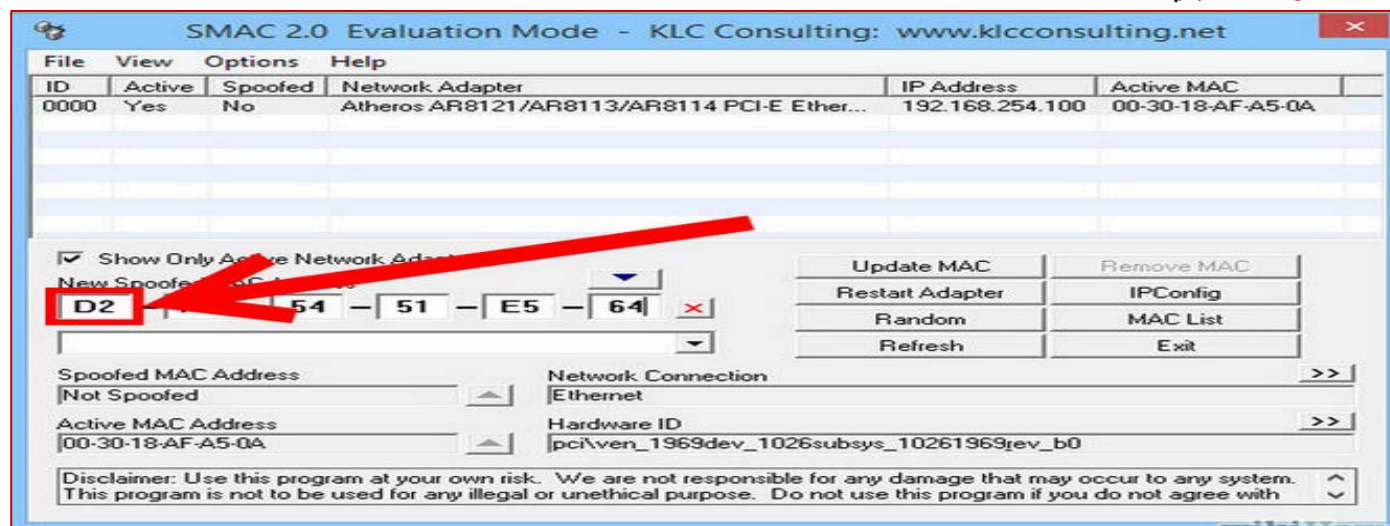 SMAC 2.0 Evaluation Mode - KLC Consulting: www.klcconsulting.net
File View Options Help
ID Active Spoofed Network Adapter IP Address Active MAC
0000 Yes No Atheros AR8121/AR8113/AR8114 PCI-E Ether... 192.168.254.100 00-30-18-AF-A5-0A
Show Only Active Network
New Spoofed
D2 – 54 – 51 – E5 – 64
Update MAC Remove MAC
Restart Adapter IPConfig
Random MAC List
Refresh Exit
Spoofed MAC Address Network Connection >>
Not Spoofed Ethernet
Active MAC Address Hardware ID >>
00-30-18-AF-A5-0A pci\ven_1969dev_1026subsys_10261969rev_b0
Disclaimer: Use this program at your own risk. We are not responsible for any damage that may occur to any system.
This program is not to be used for any illegal or unethical purpose. Do not use this program if you do not agree with